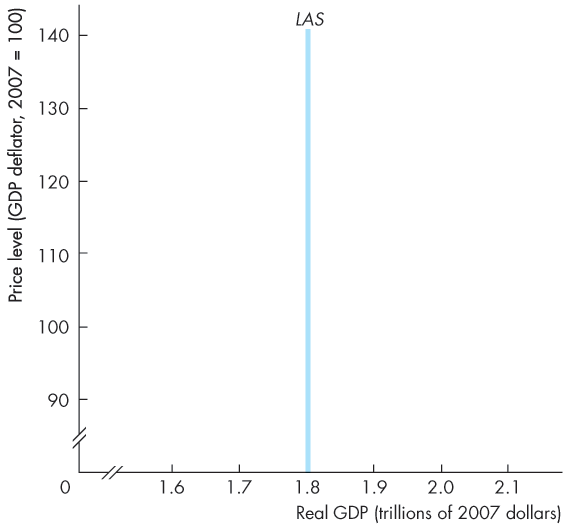 Price level (GDP deflator, 2007 = 100)
LAS
140
130
120
110
100
90
0
1.6 1.7 1.8 1.9 2.0 2.1
Real GDP (trillions of 2007 dollars)